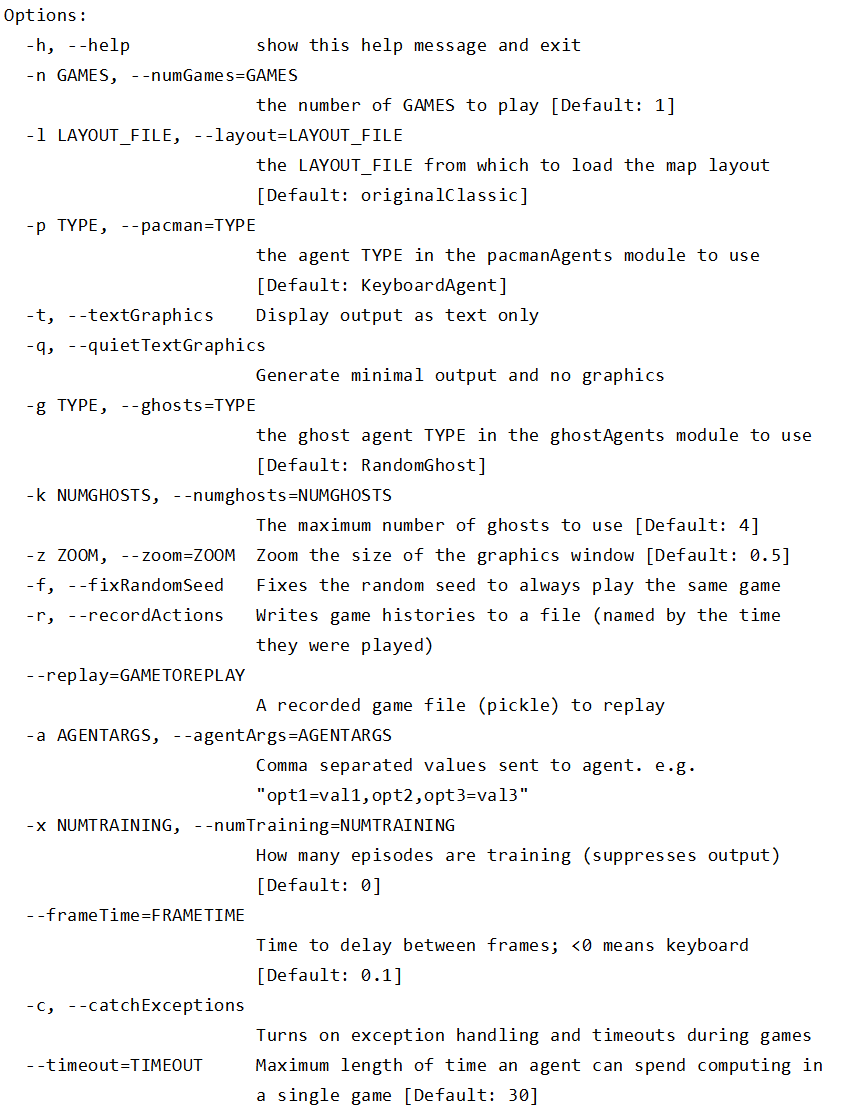 Options:
  -h, --help            show this help message and exit
  -n GAMES, --numGames=GAMES
                        the number of GAMES to play [Default: 1]
  -l LAYOUT_FILE, --layout=LAYOUT_FILE
                        the LAYOUT_FILE from which to load the map layout
                        [Default: originalClassic]
  -p TYPE, --pacman=TYPE
                        the agent TYPE in the pacmanAgents module to use
                        [Default: KeyboardAgent]
  -t, --textGraphics    Display output as text only
  -q, --quietTextGraphics
                        Generate minimal output and no graphics
  -g TYPE, --ghosts=TYPE
                        the ghost agent TYPE in the ghostAgents module to use
                        [Default: RandomGhost]
  -k NUMGHOSTS, --numghosts=NUMGHOSTS
                        The maximum number of ghosts to use [Default: 4]
  -z ZOOM, --zoom=ZOOM  Zoom the size of the graphics window [Default: 0.5]
  -f, --fixRandomSeed   Fixes the random seed to always play the same game
  -r, --recordActions   Writes game histories to a file (named by the time
                        they were played)
  --replay=GAMETOREPLAY
                        A recorded game file (pickle) to replay
  -a AGENTARGS, --agentArgs=AGENTARGS
                        Comma separated values sent to agent. e.g.
                        "opt1=val1,opt2,opt3=val3"
  -x NUMTRAINING, --numTraining=NUMTRAINING
                        How many episodes are training (suppresses output)
                        [Default: 0]
  --frameTime=FRAMETIME
                        Time to delay between frames; <0 means keyboard
                        [Default: 0.1]
  -c, --catchExceptions
                        Turns on exception handling and timeouts during games
  --timeout=TIMEOUT     Maximum length of time an agent can spend computing in
                        a single game [Default: 30]